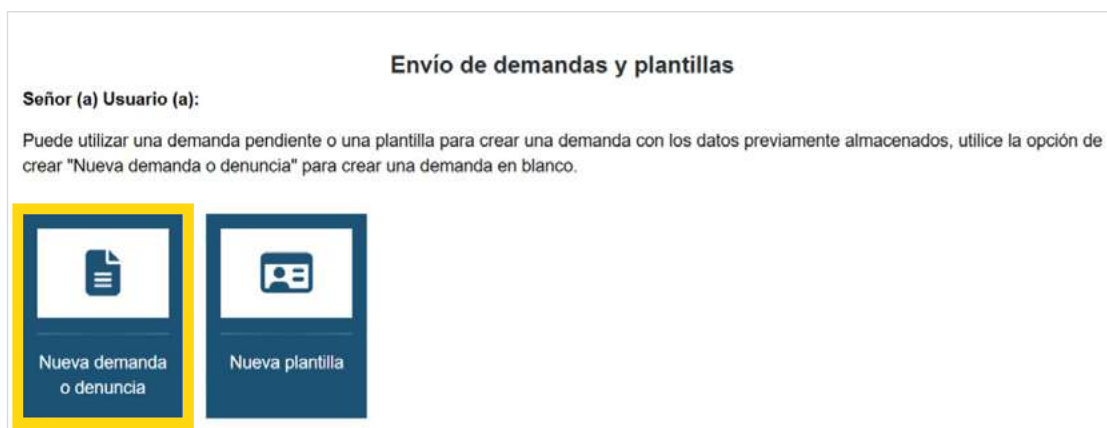 Envío de demandas y plantillas
Señor (a) Usuario (a):
Puede utilizar una demanda pendiente o una plantilla para crear una demanda con los datos previamente almacenados, utilice la opción de
crear "Nueva demanda o denuncia" para crear una demanda en blanco.
Nueva demanda
o denuncia
Nueva plantilla